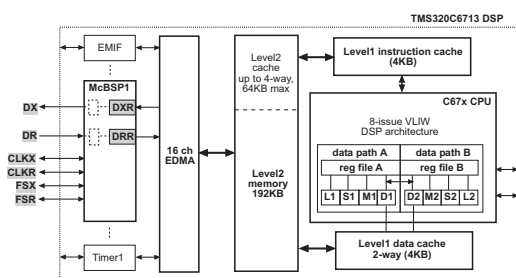 TMS320C6713 DSP
EMIF
McBSP1
DX
DXR
DR
DRR
CLKX
CLKR
FSX
FSR
Timer1
16 ch
EDMA
Level2
cache
up to 4-way,
64KB max
Level2
memory
192KB
Level1 instruction cache
(4KB)
C67x CPU
8-issue VLIW
DSP architecture
data path A
data path B
reg file A
reg file B
L1 S1 M1 D1
D2 M2 S2 L2
Level1 data cache
2-way (4KB)